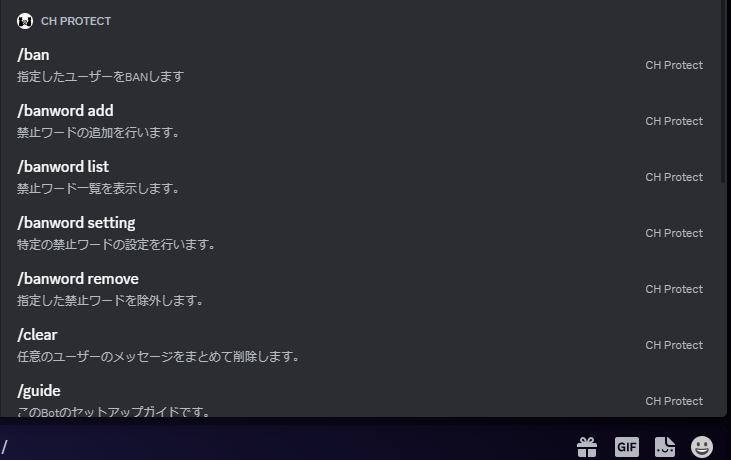 CH PROTECT
/ban
指定したユーザーをBANします
CH Protect
/banword add
禁止ワードの追加を行います。
CH Protect
/banword list
禁止ワード一覧を表示します。
CH Protect
/banword setting
特定の禁止ワードの設定を行います。
CH Protect
/banword remove
指定した禁止ワードを除外します。
CH Protect
/clear
任意のユーザーのメッセージをまとめて削除します。
CH Protect
/guide
このBotのセットアップガイドです。
CH Protect
/
GIF